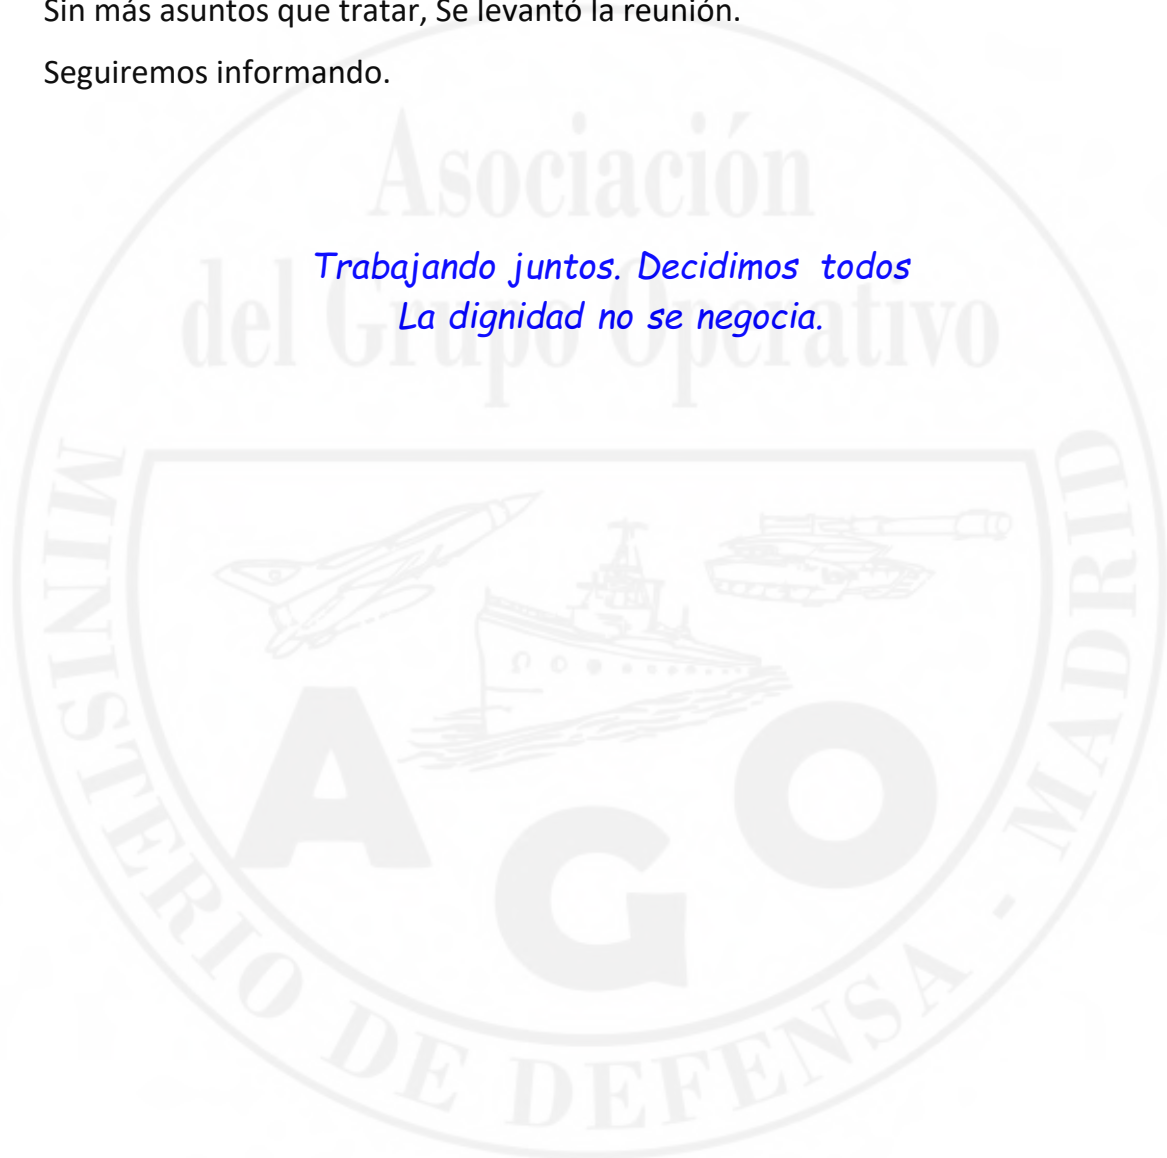 Sin más asuntos que tratar, Se levantó la reunión.
Seguiremos informando.
Asociación
del Grupo Operativo
Trabajando juntos. Decidimos todos
La dignidad no se negocia.
A G O
MINISTERIO DE DEFENSA - MADRID